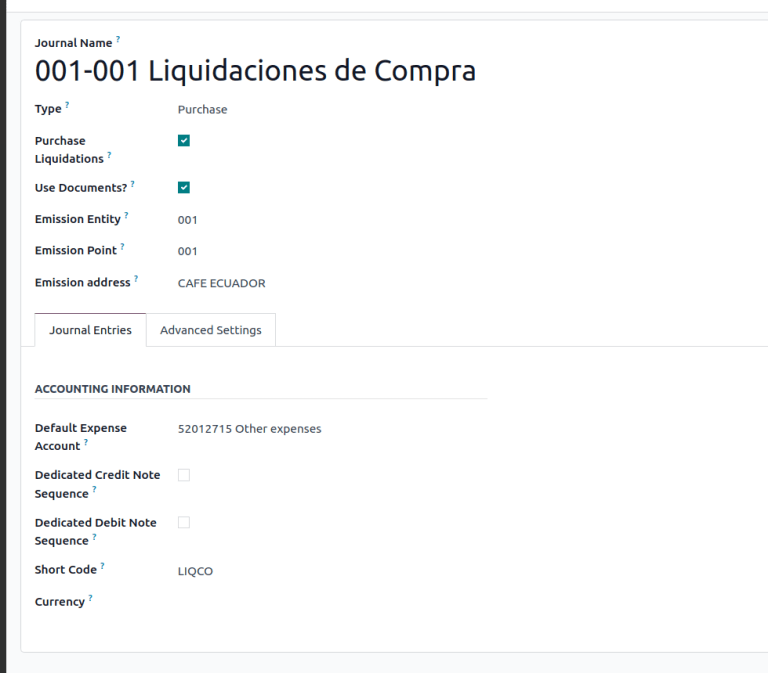 Journal Name ?
001-001 Liquidaciones de Compra
Type ? Purchase
Purchase
Liquidations ?
Use Documents? ?
Emission Entity ? 001
Emission Point ? 001
Emission address ? CAFE ECUADOR
Journal Entries Advanced Settings
ACCOUNTING INFORMATION
Default Expense 52012715 Other expenses
Account ?
Dedicated Credit Note
Sequence ?
Dedicated Debit Note
Sequence ?
Short Code ? LIQCO
Currency ?